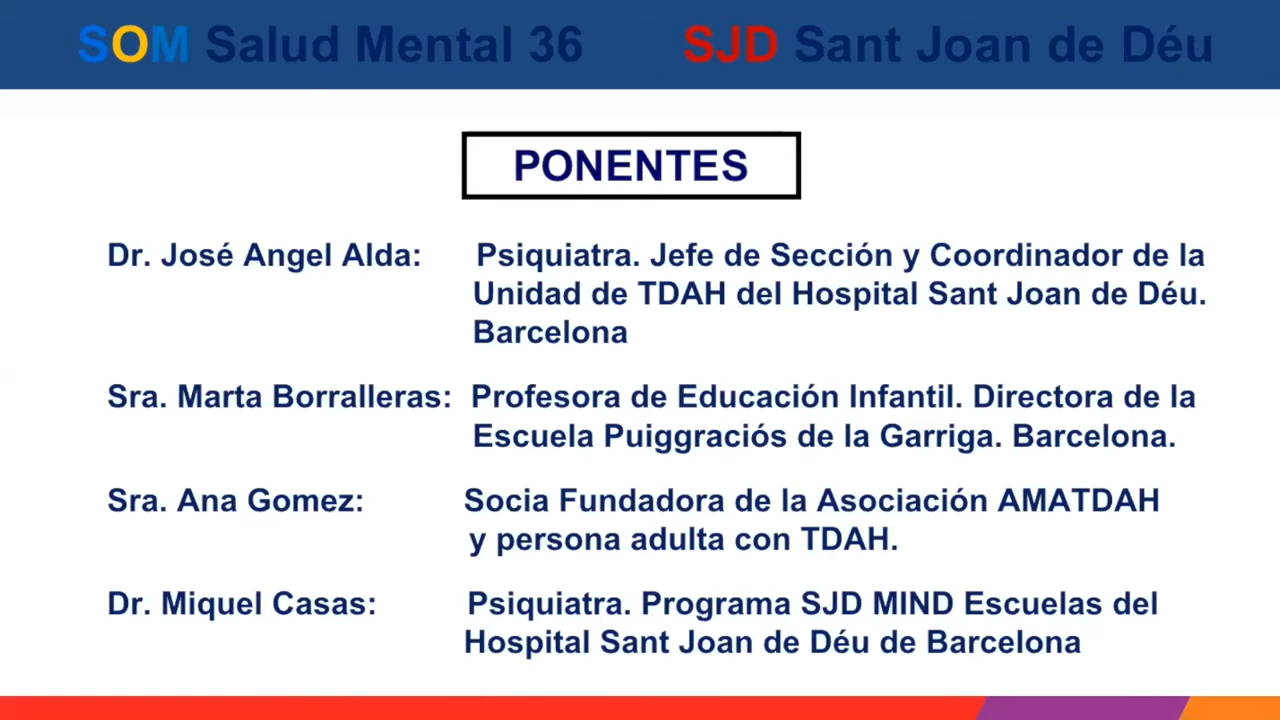 SOM Salud Mental 36 SJD Sant Joan de Déu
PONENTES
Dr. José Angel Alda: Psiquiatra. Jefe de Sección y Coordinador de la
Unidad de TDAH del Hospital Sant Joan de Déu.
Barcelona
Sra. Marta Borralleras: Profesora de Educación Infantil. Directora de la
Escuela Puiggraciós de la Garriga. Barcelona.
Sra. Ana Gomez: Socia Fundadora de la Asociación AMATDAH
y persona adulta con TDAH.
Dr. Miquel Casas: Psiquiatra. Programa SJD MIND Escuelas del
Hospital Sant Joan de Déu de Barcelona